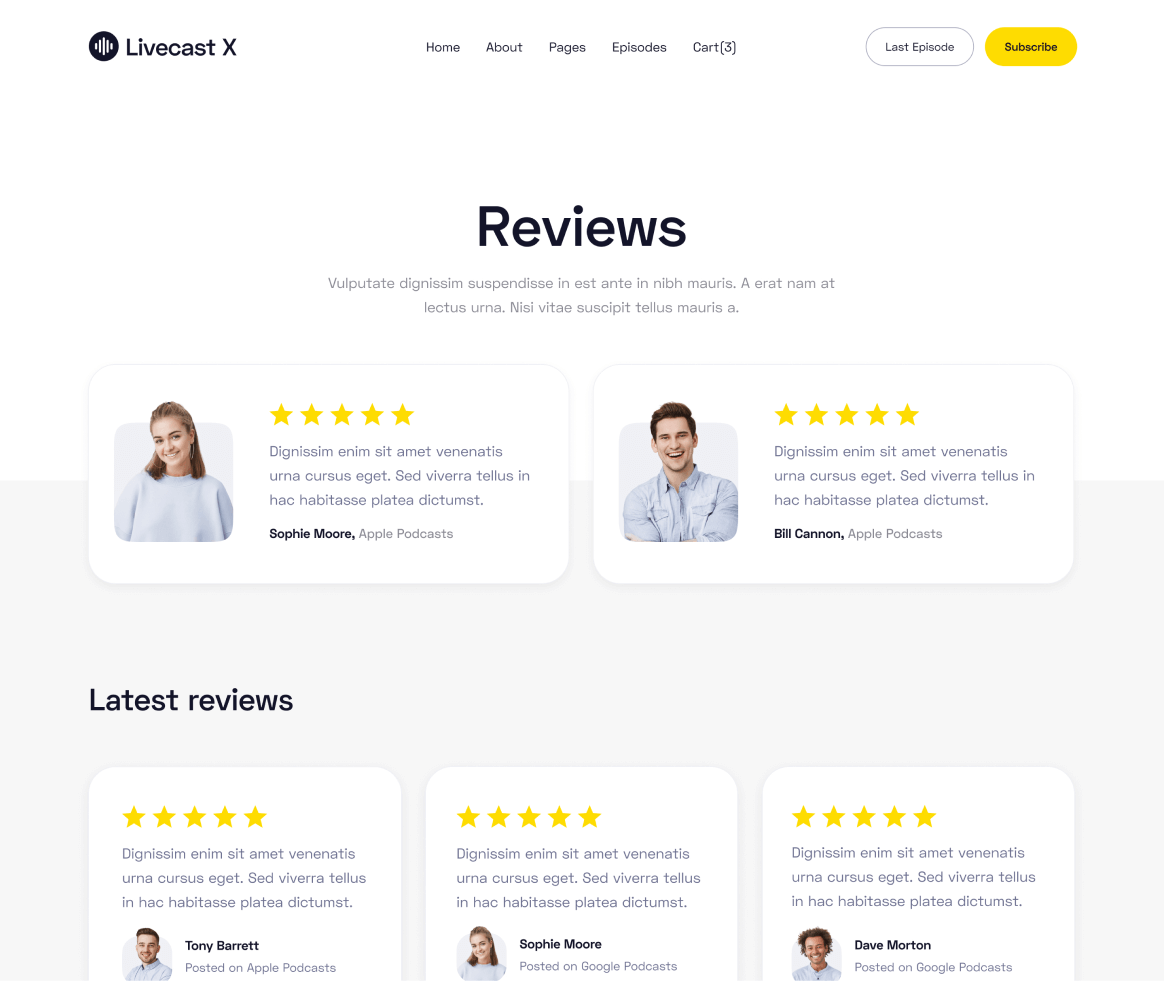 Livecast X
Home About Pages Episodes Cart(3)
Last Episode
Subscribe
Reviews
Vulputate dignissim suspendisse in est ante in nibh mauris. A erat nam at
lectus urna. Nisi vitae suscipit tellus mauris a.
Dignissim enim sit amet venenatis
urna cursus eget. Sed viverra tellus in
hac habitasse platea dictumst.
Sophie Moore, Apple Podcasts
Dignissim enim sit amet venenatis
urna cursus eget. Sed viverra tellus in
hac habitasse platea dictumst.
Bill Cannon, Apple Podcasts
Latest reviews
Dignissim enim sit amet venenatis
urna cursus eget. Sed viverra tellus
in hac habitasse platea dictumst.
Tony Barrett
Posted on Apple Podcasts
Dignissim enim sit amet venenatis
urna cursus eget. Sed viverra tellus
in hac habitasse platea dictumst.
Sophie Moore
Posted on Google Podcasts
Dignissim enim sit amet venenatis
urna cursus eget. Sed viverra tellus
in hac habitasse platea dictumst.
Dave Morton
Posted on Google Podcasts